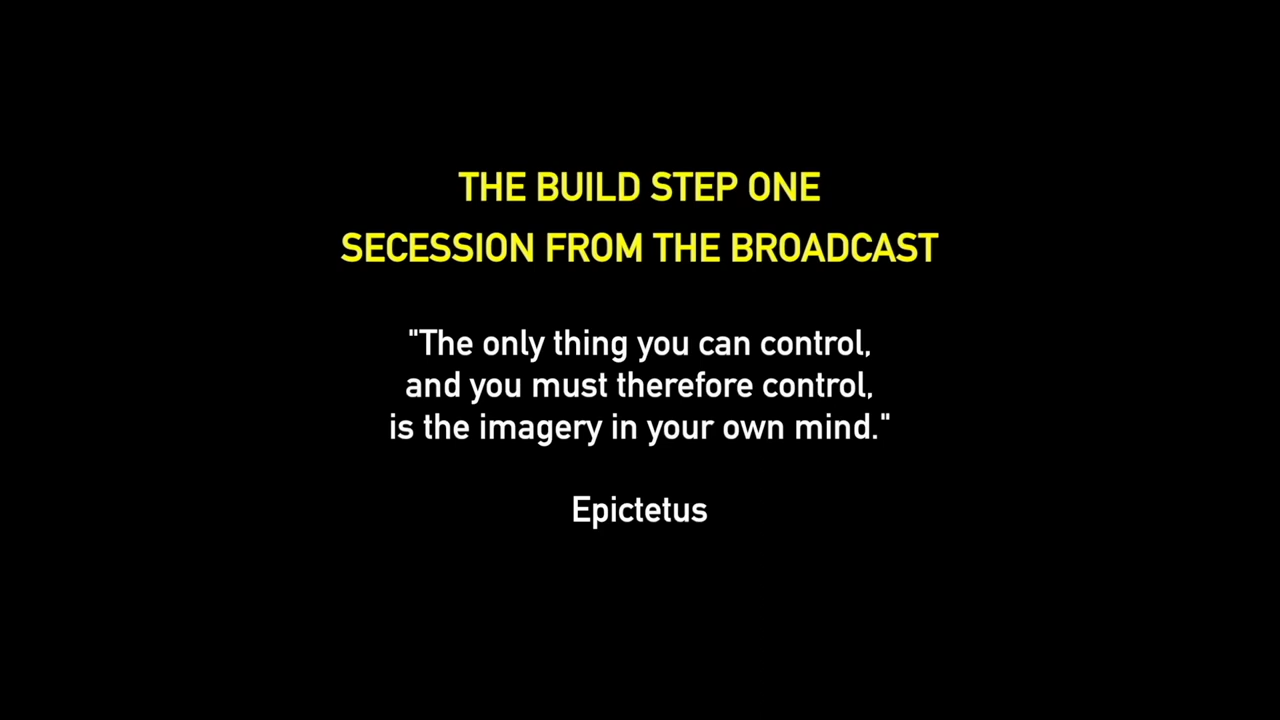 THE BUILD STEP ONE
SECESSION FROM THE BROADCAST
"The only thing you can control,
and you must therefore control,
is the imagery in your own mind."
Epictetus